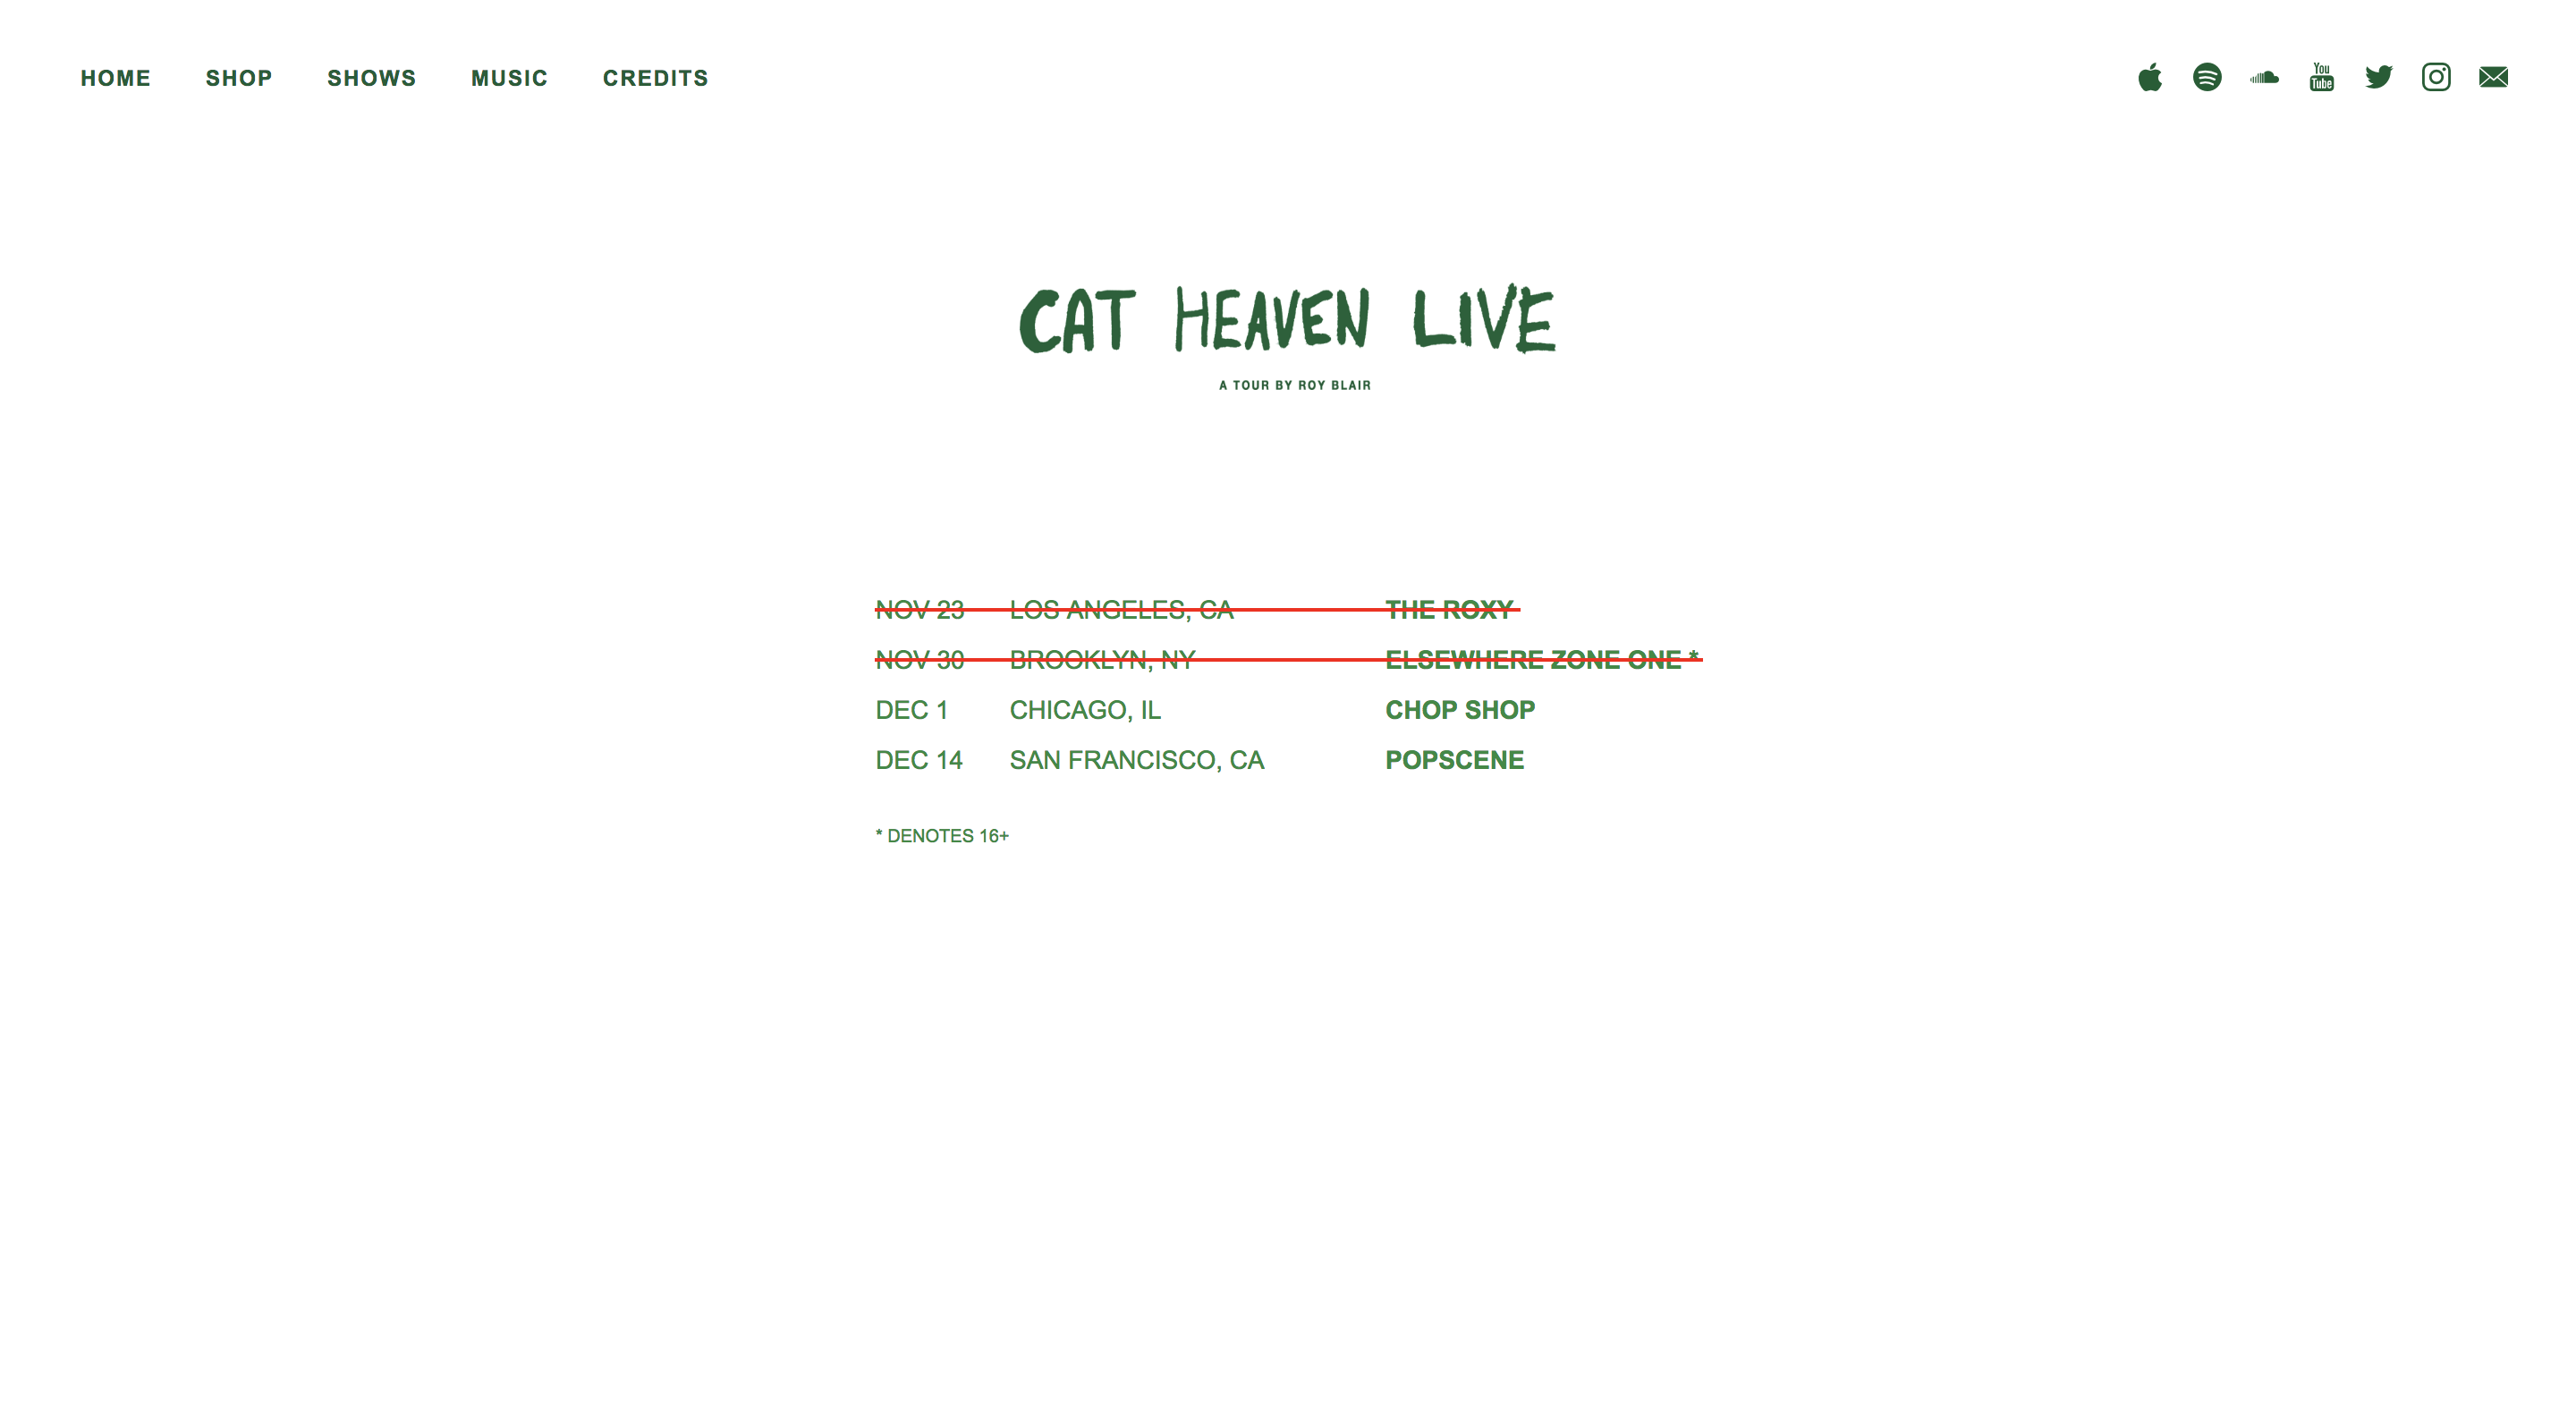 HOME SHOP SHOWS MUSIC CREDITS
You
Tube
CAT HEAVEN LIVE
A TOUR BY ROY BLAIR
NOV 23 LOS ANGELES, CA THE ROXY
NOV 30 BROOKLYN, NY ELSEWHERE ZONE ONE *
DEC 1 CHICAGO, IL CHOP SHOP
DEC 14 SAN FRANCISCO, CA POPSCENE
* DENOTES 16+